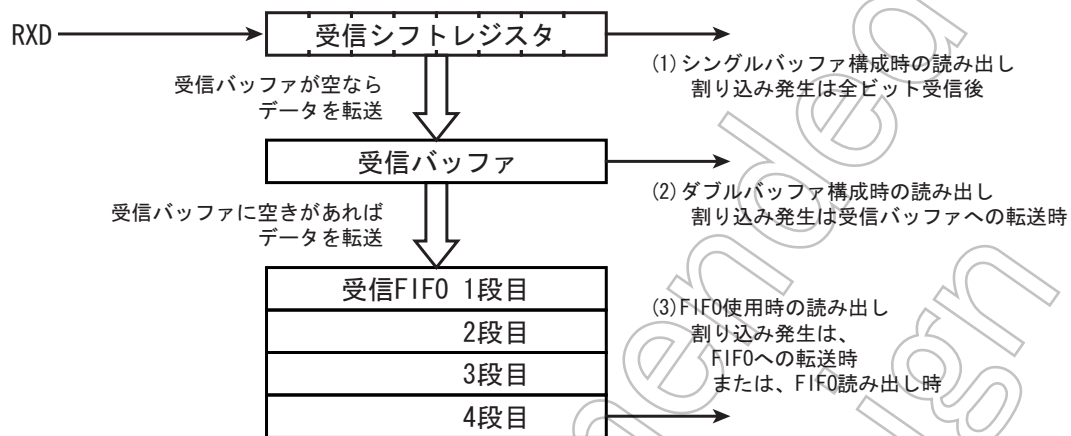 RXD
受信シフトレジスタ
(1)シングルバッファ構成時の読み出し
割り込み発生は全ビット受信後
受信バッファが空なら
データを転送
受信バッファ
(2)ダブルバッファ構成時の読み出し
割り込み発生は受信バッファへの転送時
受信バッファに空きがあれば
データを転送
受信FIFO 1段目
2段目
3段目
4段目
(3)FIFO使用時の読み出し
割り込み発生は、
FIFOへの転送時
または、FIFO読み出し時